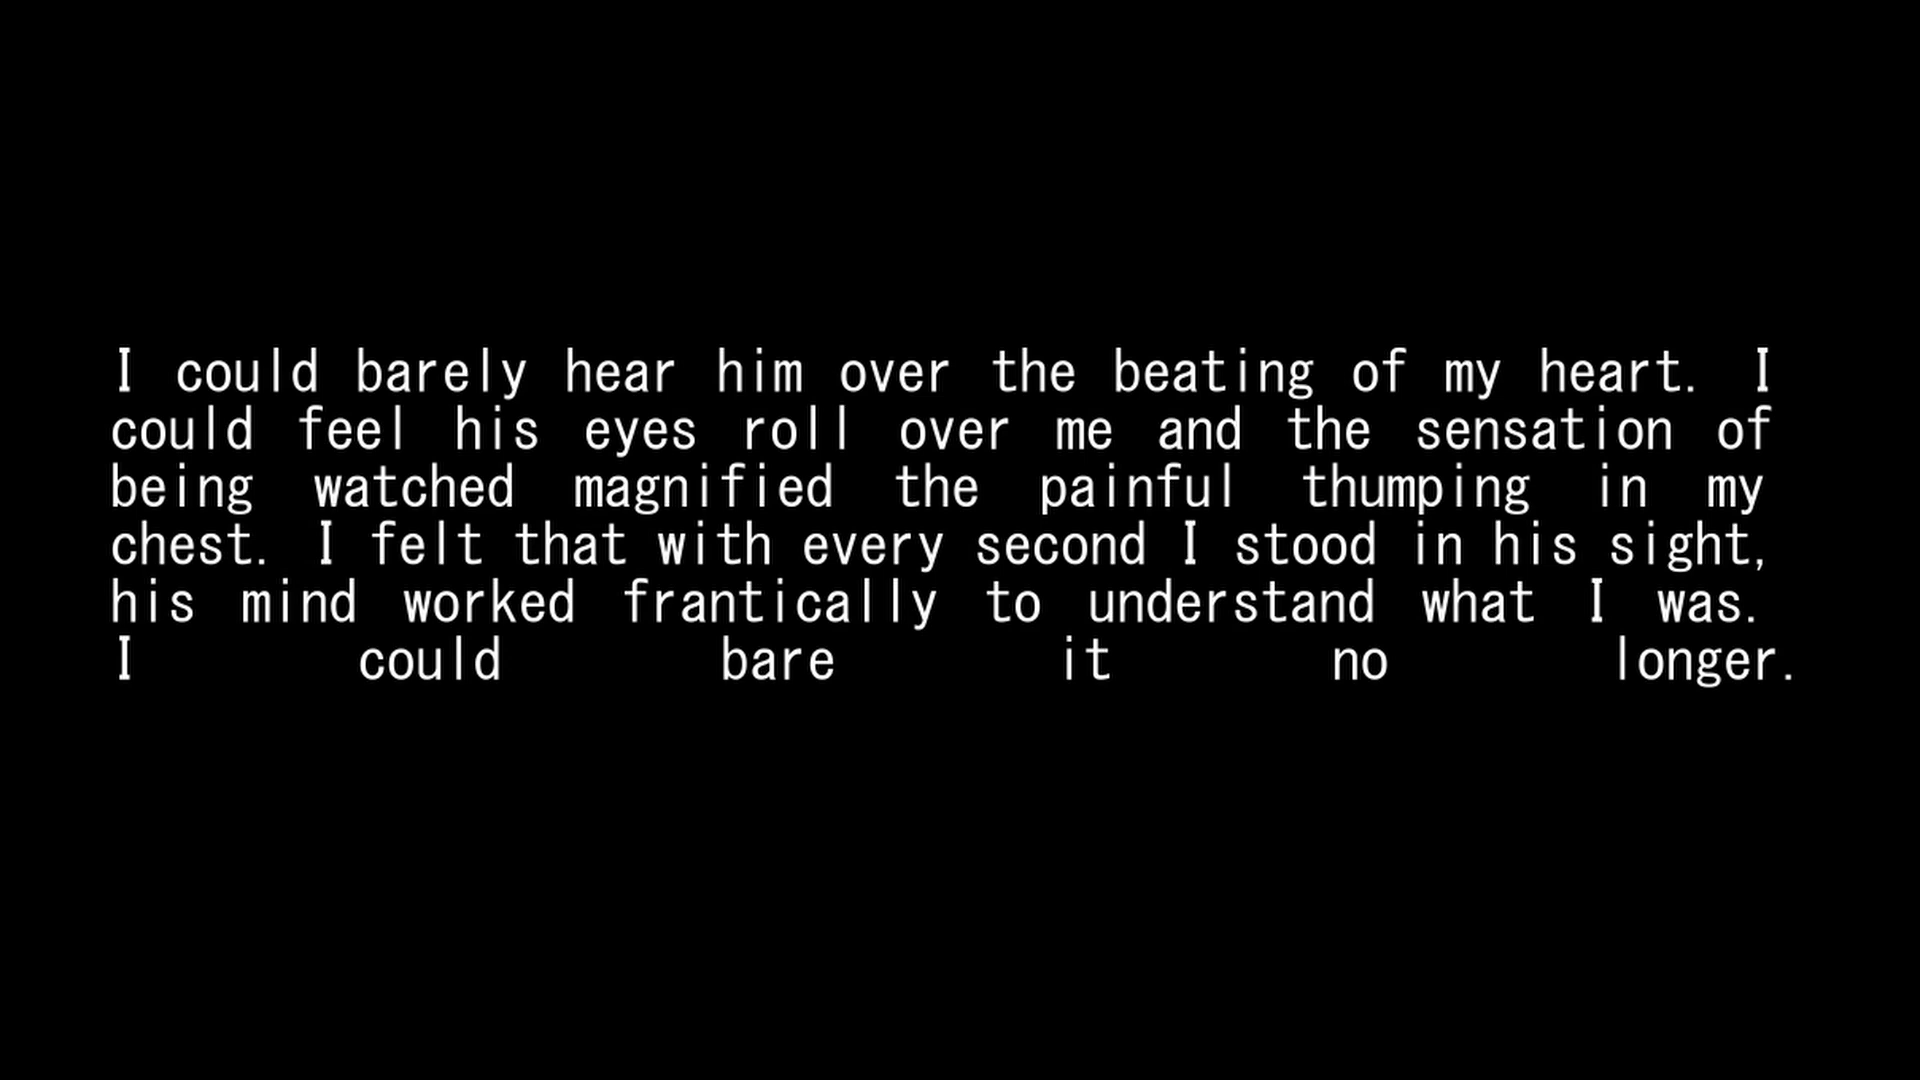 I could barely hear him over the beating of my heart. I
could feel his eyes roll over me and the sensation of
being watched magnified the painful thumping in my
chest. I felt that with every second I stood in his sight,
his mind worked frantically to understand what I was.
I could bare it no longer.